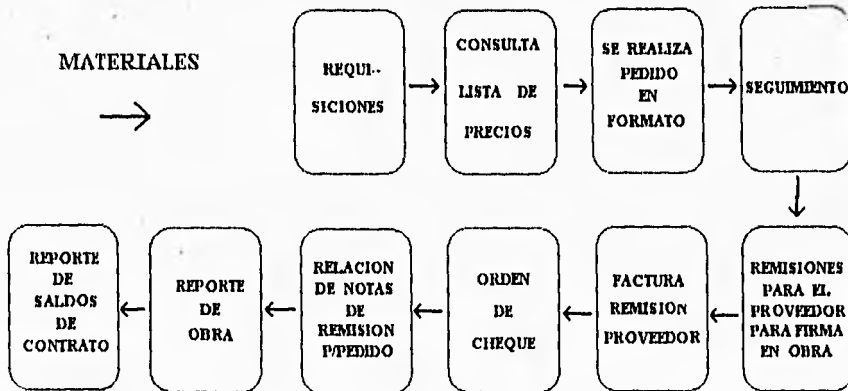 MATERIALES
REQUI--
SICIONES
CONSULTA
LISTA DE
PRECIOS
SE REALIZA
PEDIDO
EN
FORMATO
SEGUIMIENTO
REMISIONES
PARA EL
PROVEEDOR
PARA FIRMA
EN OBRA
FACTURA
REMISION
PROVEEDOR
ORDEN
DE
CHEQUE
RELACION
DE NOTAS
DE
REMISION
P/PEDIDO
REPORTE
DE
OBRA
REPORTE
DE
SALDOS
DE
CONTRATO